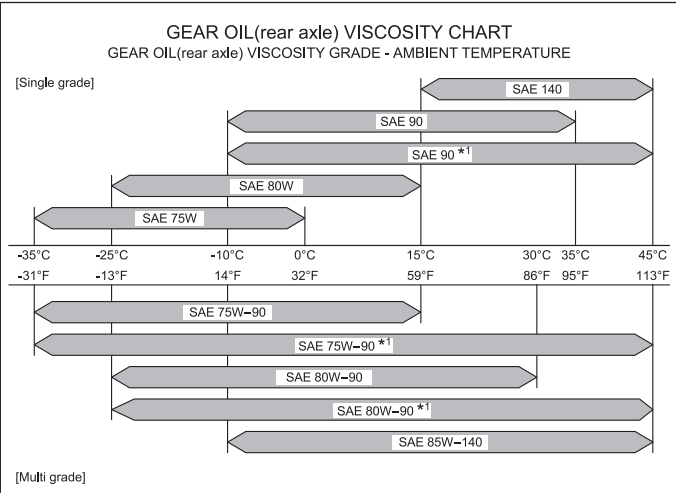 GEAR OIL(rear axle) VISCOSITY CHART
GEAR OIL(rear axle) VISCOSITY GRADE - AMBIENT TEMPERATURE
[Single grade]
SAE 140
SAE 90
SAE 90 *1
SAE 80W
SAE 75W
-35°C -25°C -10°C 0°C 15°C 30°C 35°C 45°C
-31°F -13°F 14°F 32°F 59°F 86°F 95°F 113°F
SAE 75W–90
SAE 75W–90 *1
SAE 80W–90
SAE 80W–90 *1
SAE 85W–140
[Multi grade]